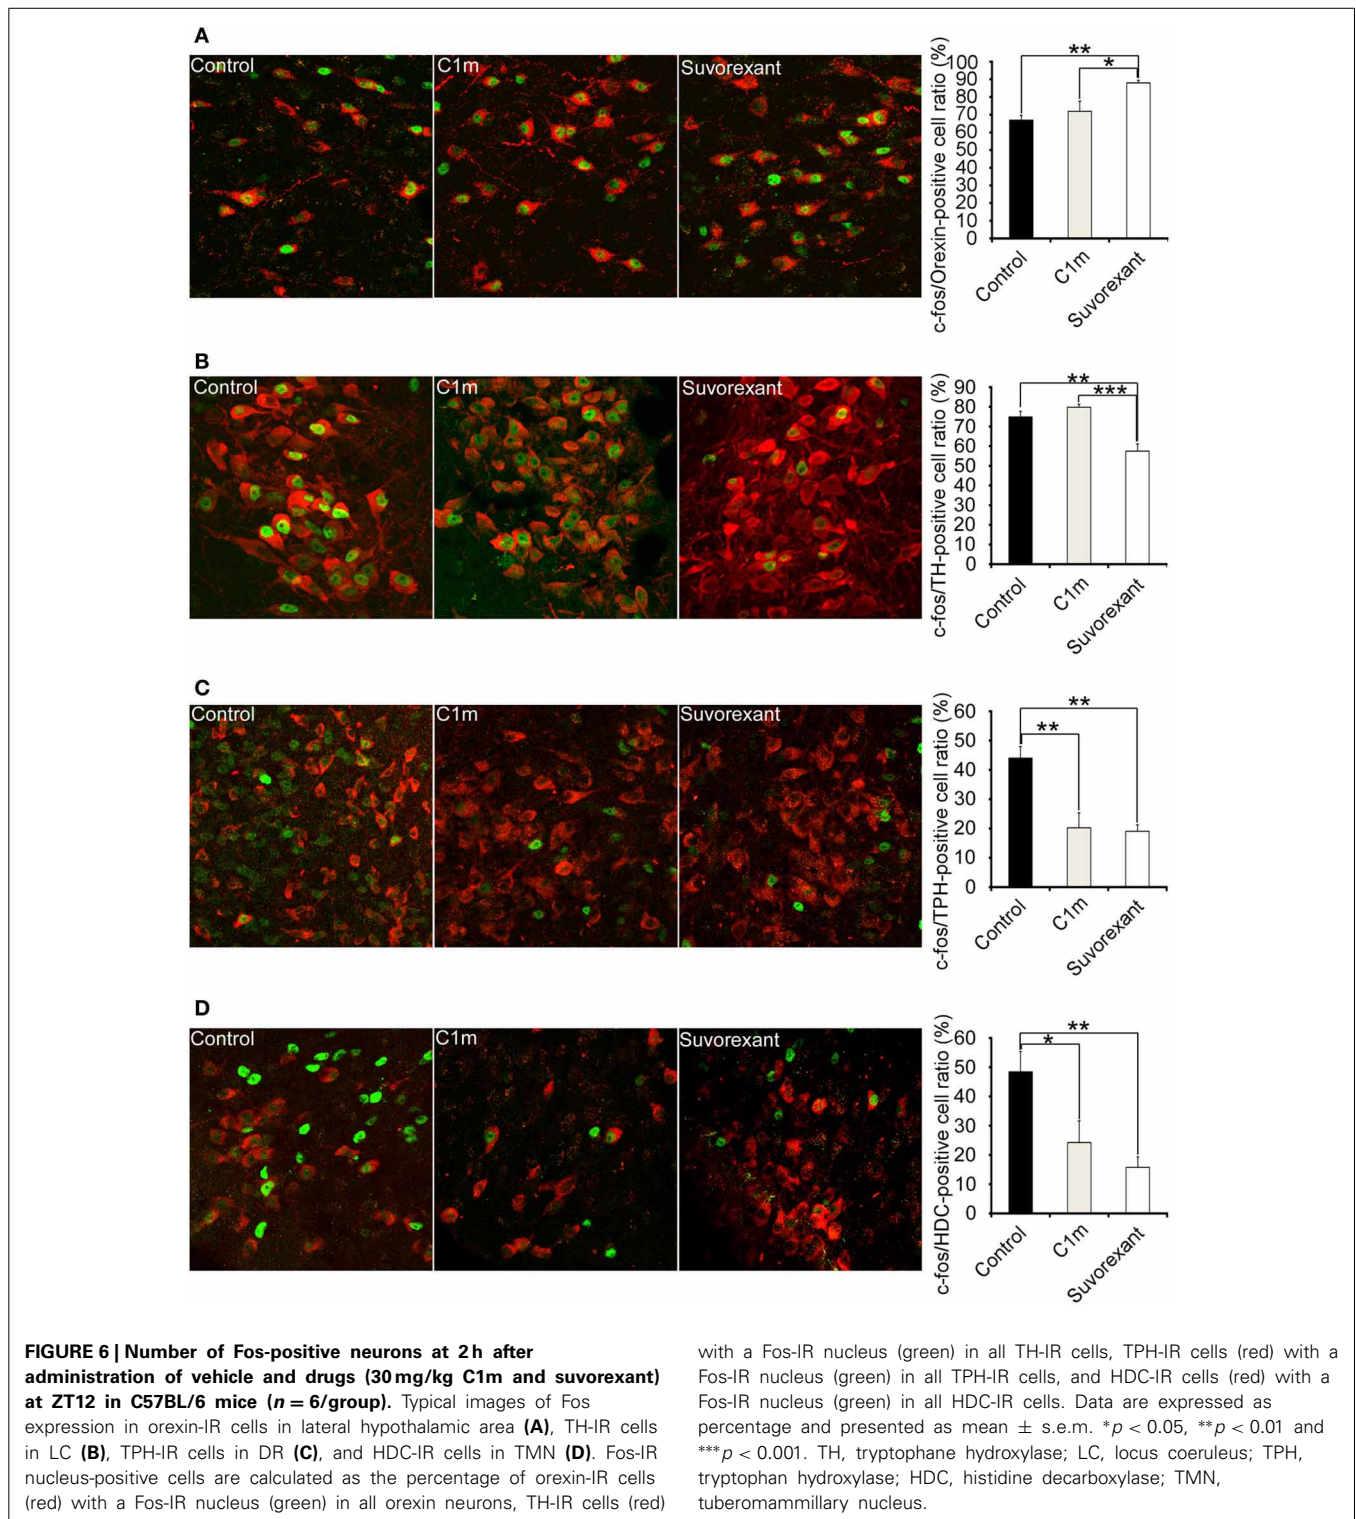 A
Control
C1m
Suvorexant
c-fos/Orexin-positive cell ratio (%)
100
90
80
70
60
50
40
30
20
10
0
**
*
Control
C1m
Suvorexant
B
Control
C1m
Suvorexant
c-fos/TH-positive cell ratio (%)
90
80
70
60
50
40
30
20
10
0
**
***
Control
C1m
Suvorexant
C
Control
C1m
Suvorexant
c-fos/TPH-positive cell ratio (%)
60
50
40
30
20
10
0
**
**
Control
C1m
Suvorexant
D
Control
C1m
Suvorexant
c-fos/HDC-positive cell ratio (%)
60
50
40
30
20
10
0
**
*
Control
C1m
Suvorexant
FIGURE 6 | Number of Fos-positive neurons at 2 h after
administration of vehicle and drugs (30 mg/kg C1m and suvorexant)
at ZT12 in C57BL/6 mice (n = 6/group). Typical images of Fos
expression in orexin-IR cells in lateral hypothalamic area (A), TH-IR cells
in LC (B), TPH-IR cells in DR (C), and HDC-IR cells in TMN (D). Fos-IR
nucleus-positive cells are calculated as the percentage of orexin-IR cells
(red) with a Fos-IR nucleus (green) in all orexin neurons, TH-IR cells (red)
with a Fos-IR nucleus (green) in all TH-IR cells, TPH-IR cells (red) with a
Fos-IR nucleus (green) in all TPH-IR cells, and HDC-IR cells (red) with a
Fos-IR nucleus (green) in all HDC-IR cells. Data are expressed as
percentage and presented as mean ± s.e.m. *p < 0.05, **p < 0.01 and
***p < 0.001. TH, tryptophane hydroxylase; LC, locus coeruleus; TPH,
tryptophan hydroxylase; HDC, histidine decarboxylase; TMN,
tuberomammillary nucleus.